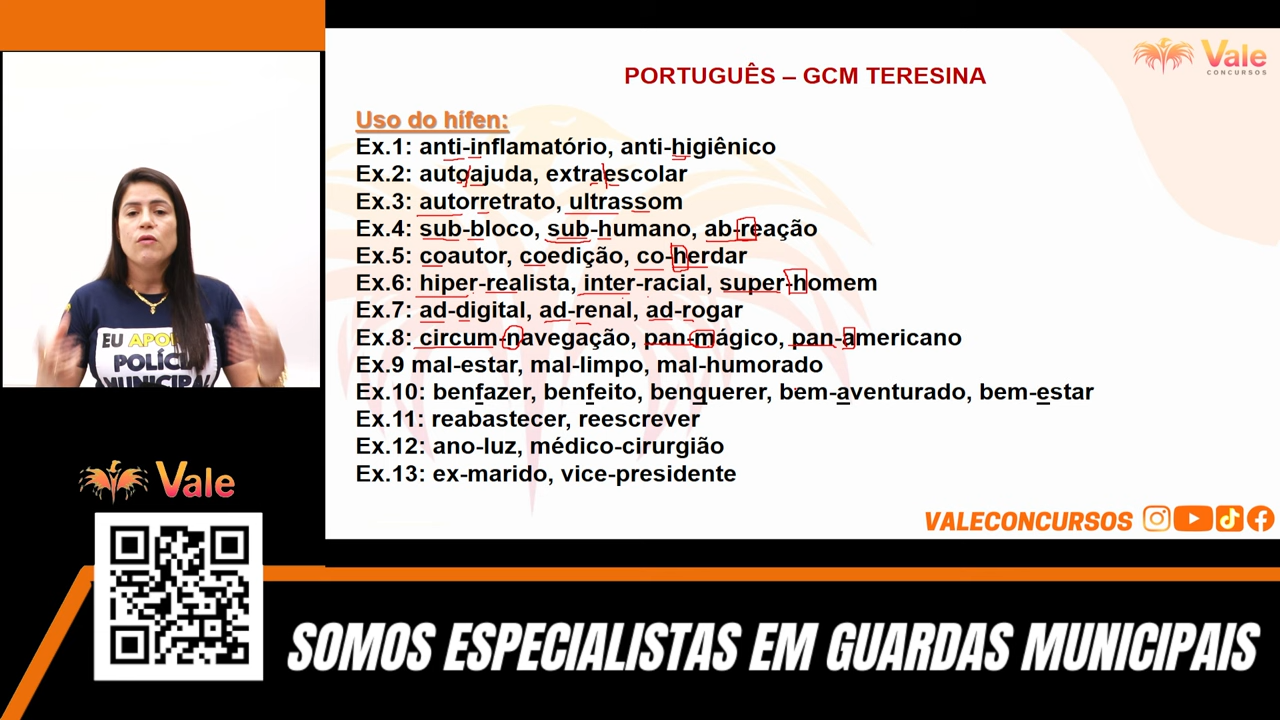 PORTUGUÊS – GCM TERESINA
Vale
CONCURSOS
Uso do hífen:
Ex.1: anti-inflamatório, anti-higiênico
Ex.2: autoajuda, extraescolar
Ex.3: autorretrato, ultrassom
Ex.4: sub-bloco, sub-humano, ab-reação
Ex.5: coautor, coedição, co-herdar
Ex.6: hiper-realista, inter-racial, super-homem
Ex.7: ad-digital, ad-renal, ad-rogar
Ex.8: circum-navegação, pan-mágico, pan-americano
Ex.9 mal-estar, mal-limpo, mal-humorado
Ex.10: benfazer, benfeito, benquerer, bem-aventurado, bem-estar
Ex.11: reabastecer, reescrever
Ex.12: ano-luz, médico-cirurgião
Ex.13: ex-marido, vice-presidente
EU APO
POLÍCI
MUNICIPAL
Vale
VALECONCURSOS
SOMOS ESPECIALISTAS EM GUARDAS MUNICIPAIS